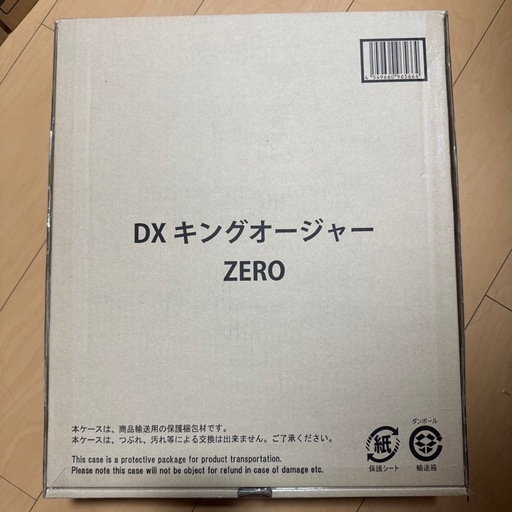 4 549660 963664
DX キングオージャー
ZERO
本ケースは、商品輸送用の保護梱包材です。
本ケースは、つぶれ、汚れ等による交換は出来ません。ご了承ください。
This case is a protective package for product transportation.
Please note this case will not be object for refund in case of damage etc.
紙
保護シート
ダンボール
輸送箱